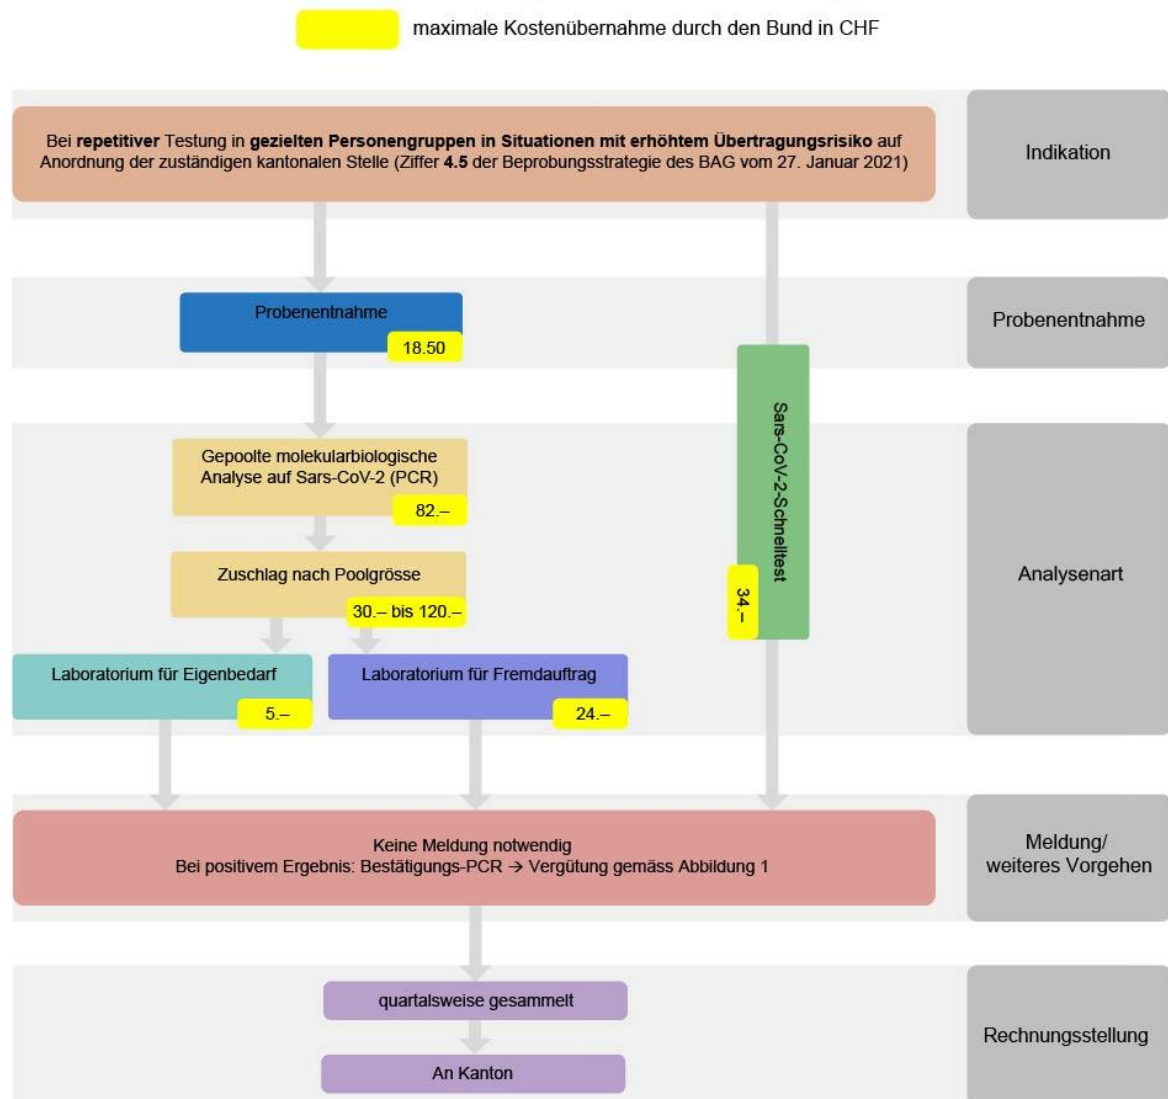 maximale Kostenübernahme durch den Bund in CHF
Bei repetitiver Testung in gezielten Personengruppen in Situationen mit erhöhtem Übertragungsrisiko auf
Anordnung der zuständigen kantonalen Stelle (Ziffer 4.5 der Beprobungsstrategie des BAG vom 27. Januar 2021)
Indikation
Probenentnahme
18.50
Probenentnahme
Gepoolte molekularbiologische
Analyse auf Sars-CoV-2 (PCR)
82.–
Zuschlag nach Poolgrösse
30.– bis 120.–
Laboratorium für Eigenbedarf
5.–
Laboratorium für Fremdauftrag
24.–
Sars-CoV-2-Schnelltest
34.–
Analysenart
Keine Meldung notwendig
Bei positivem Ergebnis: Bestätigungs-PCR → Vergütung gemäss Abbildung 1
Meldung/
weiteres Vorgehen
quartalsweise gesammelt
An Kanton
Rechnungsstellung